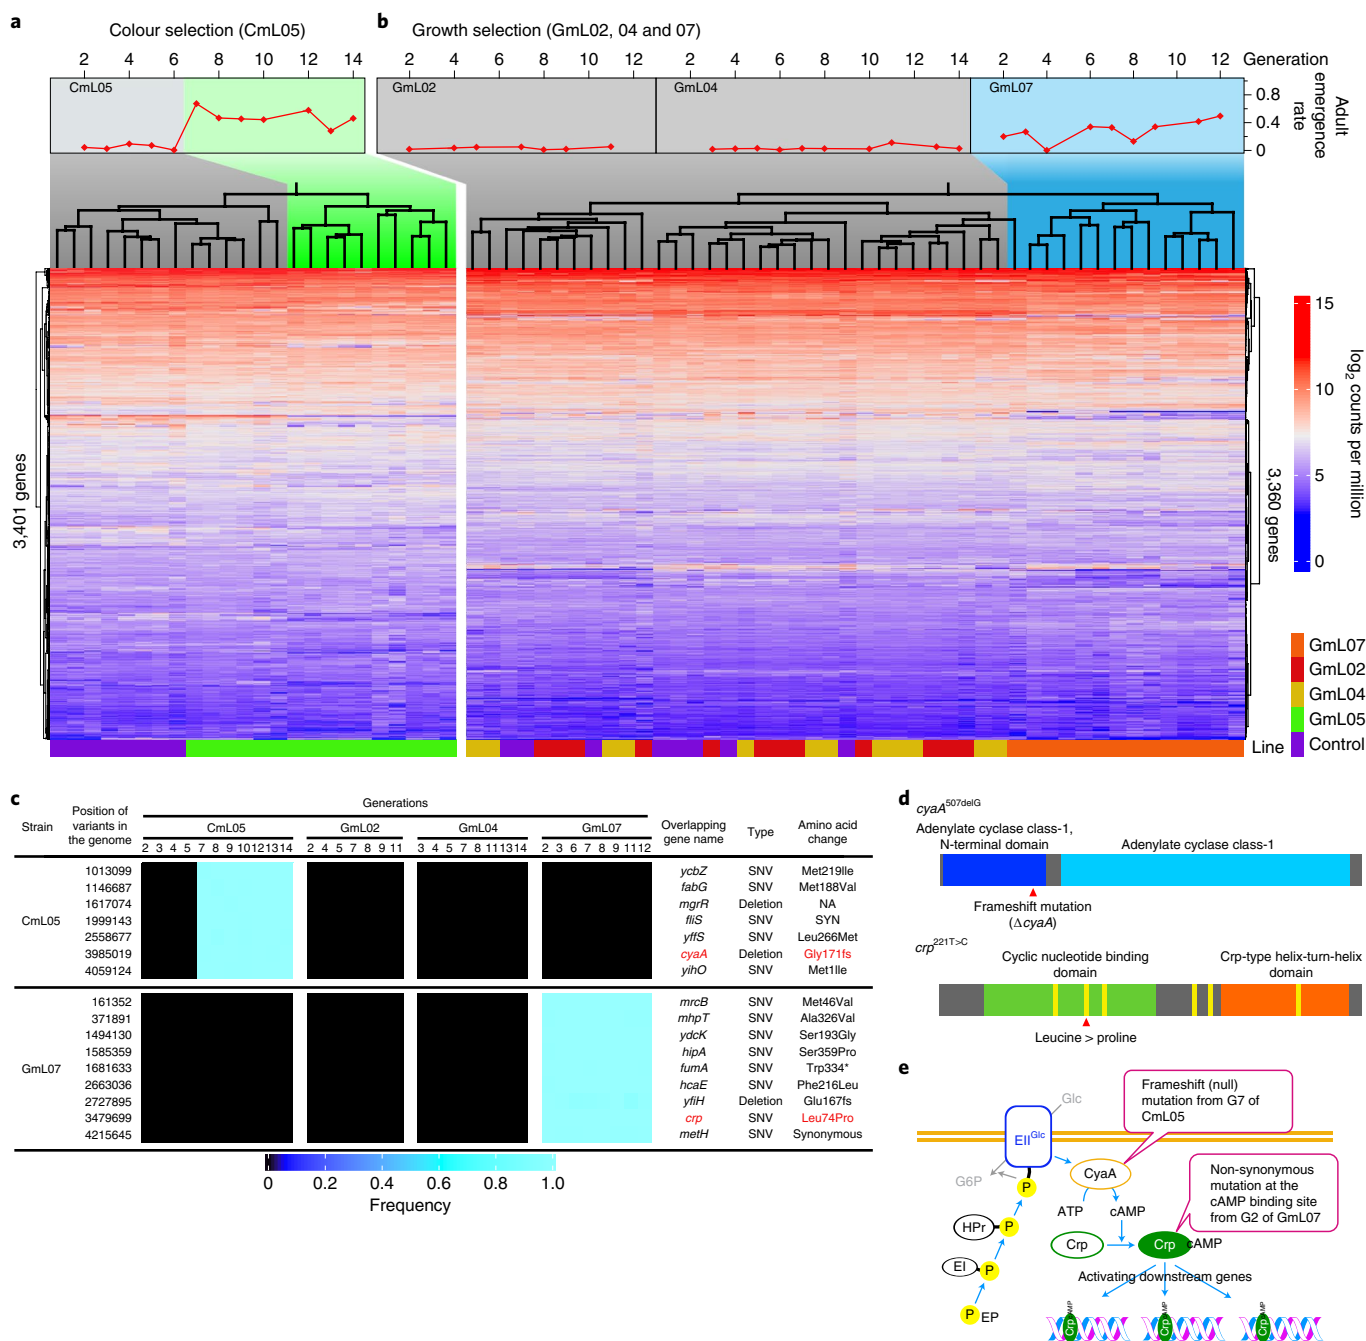 a
Colour selection (CmL05)
b
Growth selection (GmL02, 04 and 07)
2 4 6 8 10 12 14
2 4 6 8 10 12 2 4 6 8 10 12 14 2 4 6 8 10 12
Generation
CmL05
GmL02
GmL04
GmL07
0.8
0.4
0
Adult
emergence
rate
3,401 genes
3,360 genes
15
10
5
0
log2 counts per million
GmL07
GmL02
GmL04
GmL05
Control
Line
c
Generations
Strain
Position of
variants in
the genome
CmL05 GmL02 GmL04 GmL07
Overlapping
gene name
Type
Amino acid
change
2 3 4 5 7 8 9 10 12 13 14 2 4 5 7 8 9 11 3 4 6 7 8 11 13 14 2 3 4 6 7 8 9 11 12
CmL05
1013099 ycbZ SNV Met219Ile
1146687 fabG SNV Met188Val
1617074 mgrR Deletion NA
1999143 fliS SNV SYN
2558677 yffS SNV Leu266Met
3985019 cyaA Deletion Gly171fs
4059124 yihO SNV Met1Ile
GmL07
161352 mrcB SNV Met46Val
371891 mhpT SNV Ala326Val
1494130 ydcK SNV Ser193Gly
1585359 hipA SNV Ser359Pro
1681633 fumA SNV Trp334*
2663036 hcaE SNV Phe216Leu
2727895 yfiH Deletion Glu167fs
3479699 crp SNV Leu74Pro
4215645 metH SNV Synonymous
0 0.2 0.4 0.6 0.8 1.0
Frequency
d
cyaA507delG
Adenylate cyclase class-1,
N-terminal domain
Adenylate cyclase class-1
Frameshift mutation
(ΔcyaA)
crp221T>C
Cyclic nucleotide binding
domain
Crp-type helix-turn-helix
domain
Leucine > proline
e
Frameshift (null)
mutation from G7 of
CmL05
Glc
EIIGlc
CyaA
G6P
P
ATP
cAMP
Non-synonymous
mutation at the
cAMP binding site
from G2 of GmL07
HPr
P
Crp
Crp
cAMP
EI
P
Activating downstream genes
P
EP
Crp
Crp
Crp